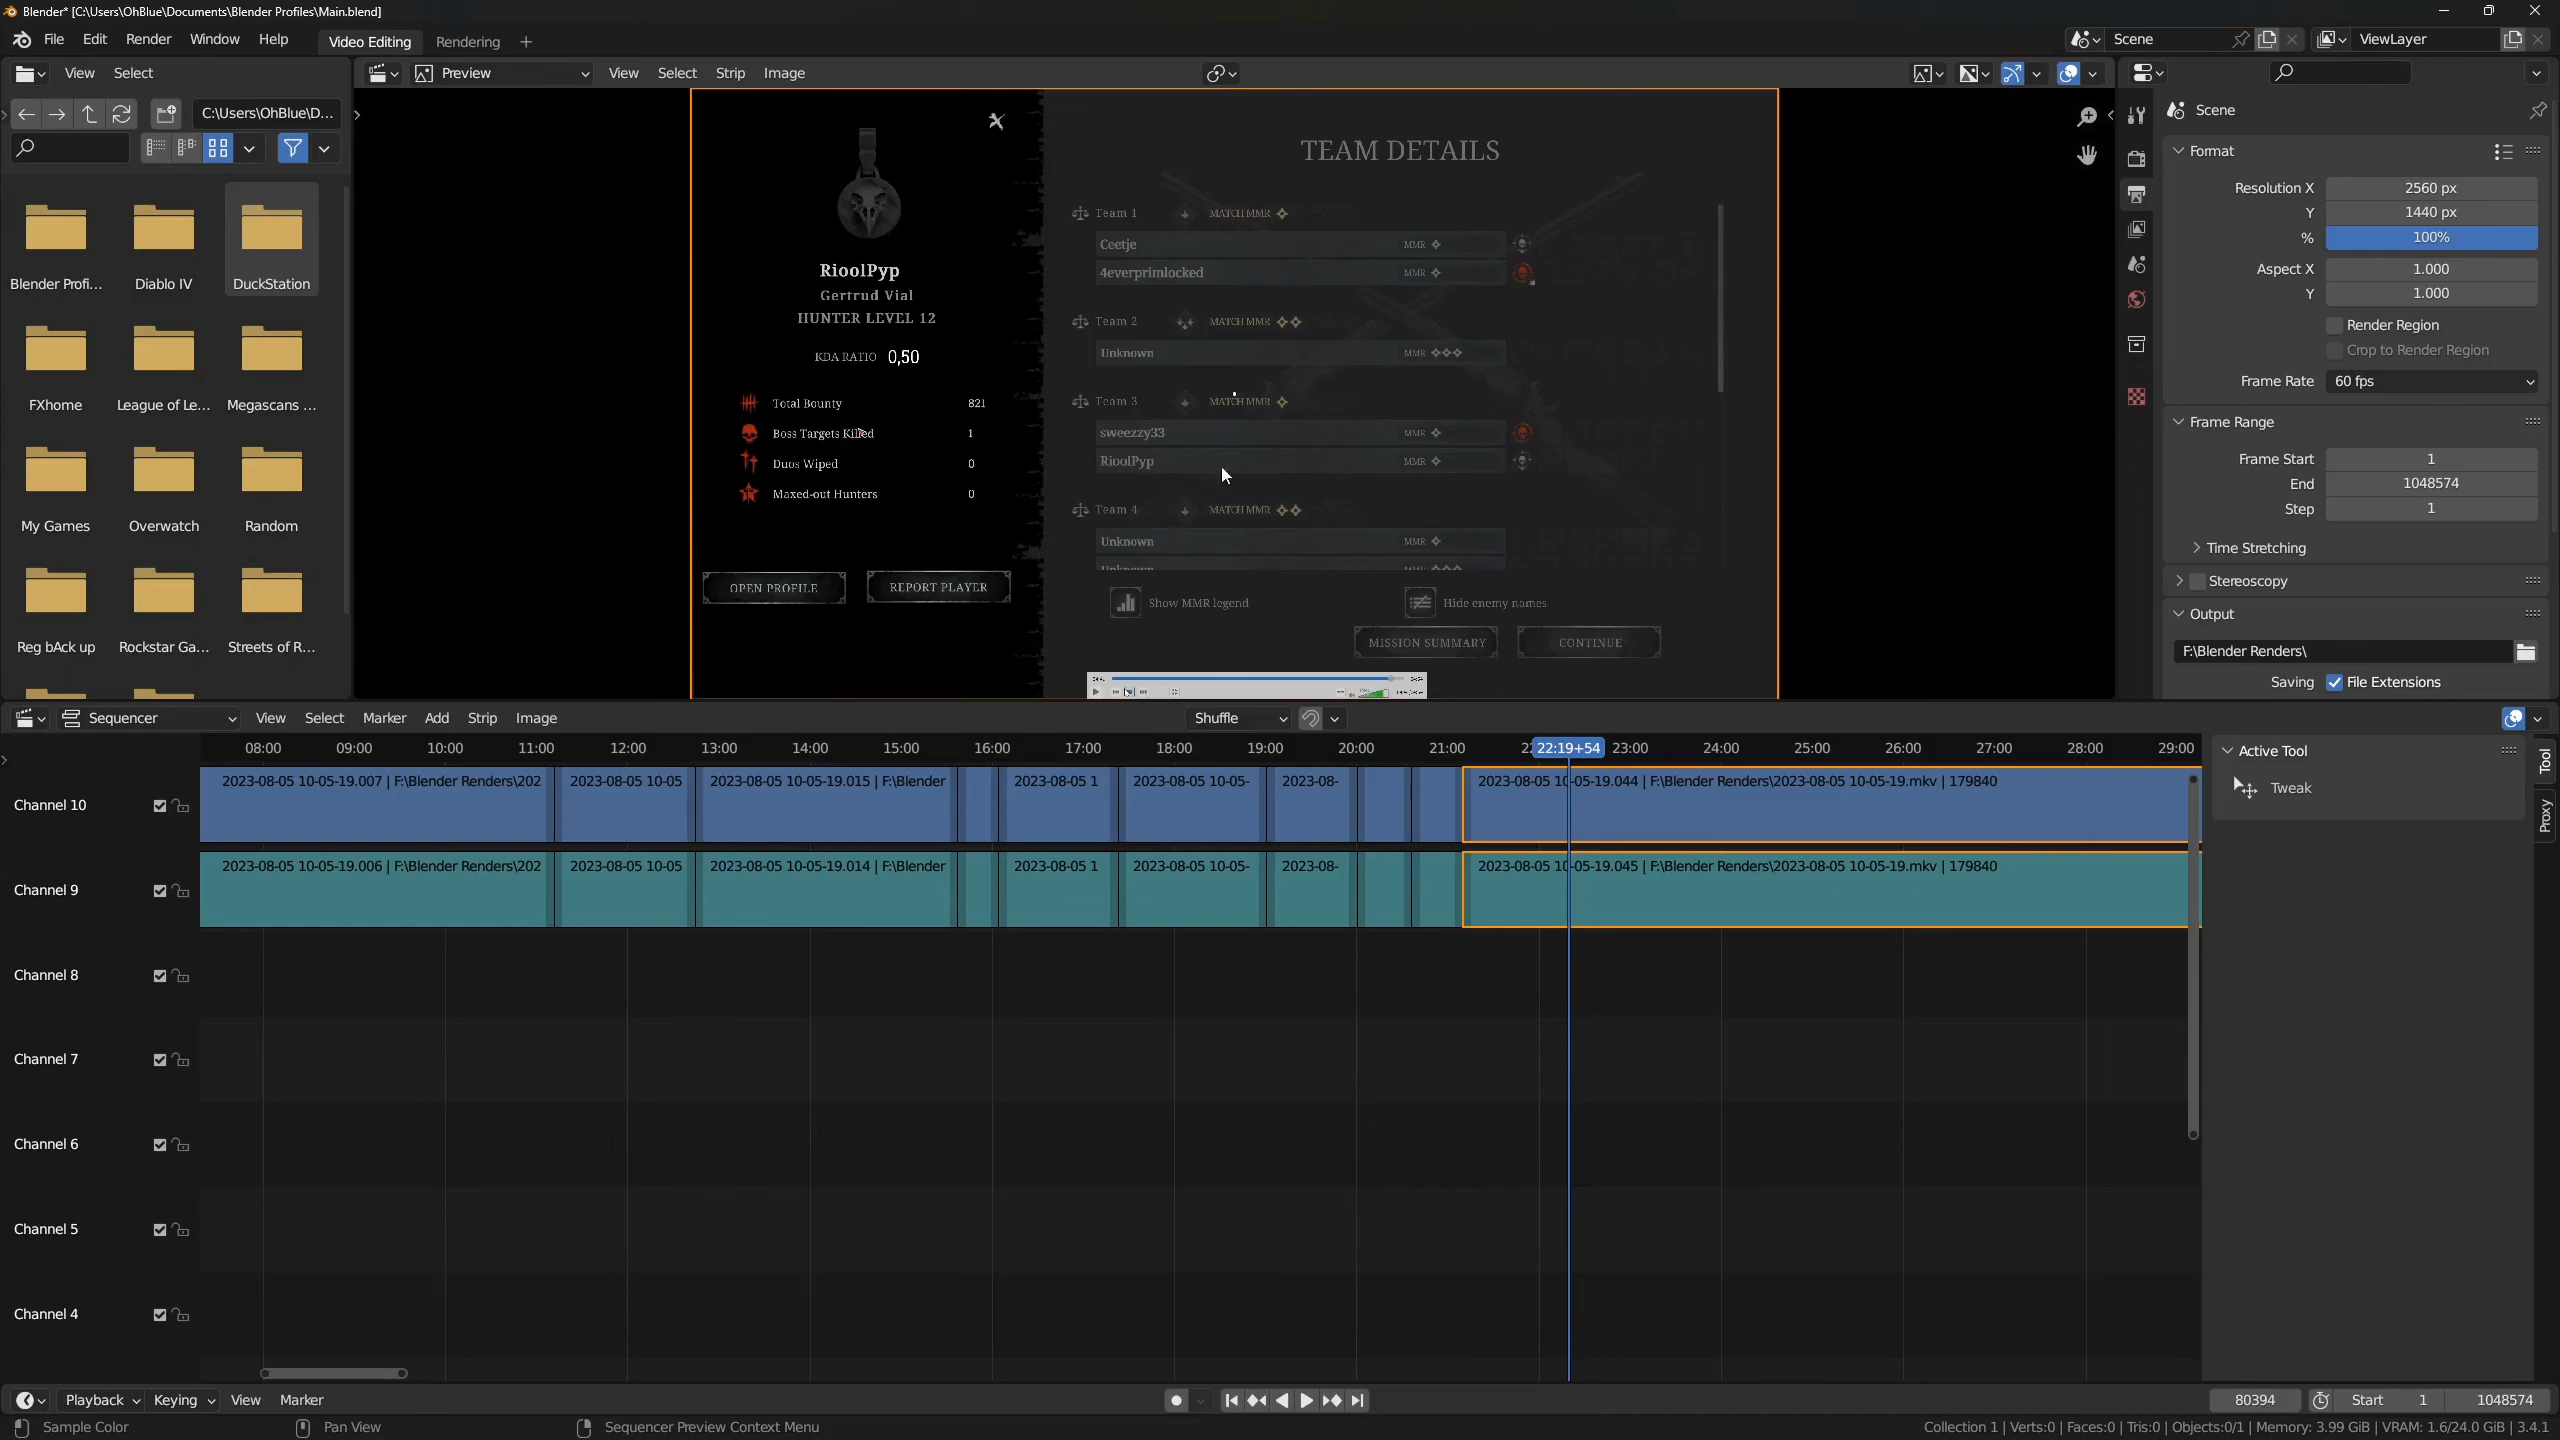 Blender* [C:\Users\OhBlue\Documents\Blender Profiles\Main.blend]
File Edit Render Window Help Video Editing Rendering + Scene ViewLayer
View Select Preview View Select Strip Image
C:\Users\OhBlue\D...
Blender Profi... Diablo IV DuckStation
FXhome League of Le... Megascans ...
My Games Overwatch Random
Reg bAck up Rockstar Ga... Streets of R...
RioolPyp
Gertrud Vial
HUNTER LEVEL 12
KDA RATIO 0,50
Total Bounty 821
Boss Targets Killed 1
Duos Wiped 0
Maxed-out Hunters 0
OPEN PROFILE REPORT PLAYER
TEAM DETAILS
Team 1 MATCH MMR
Ceetje MMR
4everprimlocked MMR
Team 2 MATCH MMR
Unknown MMR
Team 3 MATCH MMR
sweezzy33 MMR
RioolPyp MMR
Team 4 MATCH MMR
Unknown MMR
Unknown MMR
Show MMR legend Hide enemy names
MISSION SUMMARY CONTINUE
Scene
Format
Resolution X 2560 px
Y 1440 px
% 100%
Aspect X 1.000
Y 1.000
Render Region
Crop to Render Region
Frame Rate 60 fps
Frame Range
Frame Start 1
End 1048574
Step 1
Time Stretching
Stereoscopy
Output
F:\Blender Renders\
Saving File Extensions
Sequencer View Select Marker Add Strip Image Shuffle
08:00 09:00 10:00 11:00 12:00 13:00 14:00 15:00 16:00 17:00 18:00 19:00 20:00 21:00 22:19+54 23:00 24:00 25:00 26:00 27:00 28:00 29:00
Channel 10
2023-08-05 10-05-19.007 | F:\Blender Renders\202 2023-08-05 10-05 2023-08-05 10-05-19.015 | F:\Blender 2023-08-05 1 2023-08-05 10-05- 2023-08- 2023-08-05 10-05-19.044 | F:\Blender Renders\2023-08-05 10-05-19.mkv | 179840
Channel 9
2023-08-05 10-05-19.006 | F:\Blender Renders\202 2023-08-05 10-05 2023-08-05 10-05-19.014 | F:\Blender 2023-08-05 1 2023-08-05 10-05- 2023-08- 2023-08-05 10-05-19.045 | F:\Blender Renders\2023-08-05 10-05-19.mkv | 179840
Channel 8
Channel 7
Channel 6
Channel 5
Channel 4
Active Tool
Tweak
Tool
Proxy
Playback Keying View Marker 80394 Start 1 1048574
Sample Color Pan View Sequencer Preview Context Menu Collection 1 | Verts:0 | Faces:0 | Tris:0 | Objects:0/1 | Memory: 3.99 GiB | VRAM: 1.6/24.0 GiB | 3.4.1